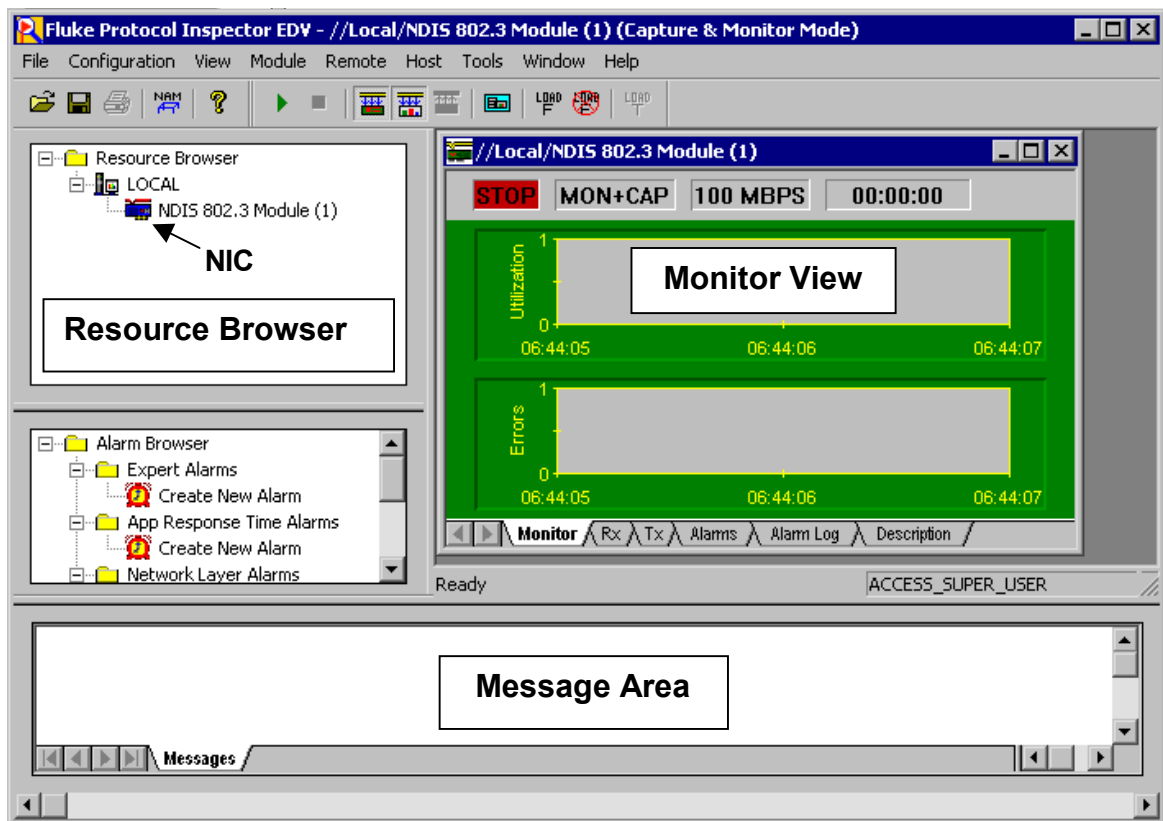 Fluke Protocol Inspector EDV - //Local/NDIS 802.3 Module (1) (Capture & Monitor Mode)
File Configuration View Module Remote Host Tools Window Help
NAM ? LOAD LOAD LOAD
Resource Browser
LOCAL
NDIS 802.3 Module (1)
NIC
Resource Browser
Alarm Browser
Expert Alarms
Create New Alarm
App Response Time Alarms
Create New Alarm
Network Layer Alarms
//Local/NDIS 802.3 Module (1)
STOP MON+CAP 100 MBPS 00:00:00
Utilization
1
0
Monitor View
06:44:05 06:44:06 06:44:07
Errors
1
0
06:44:05 06:44:06 06:44:07
Monitor Rx Tx Alarms Alarm Log Description
Ready ACCESS_SUPER_USER
Message Area
Messages